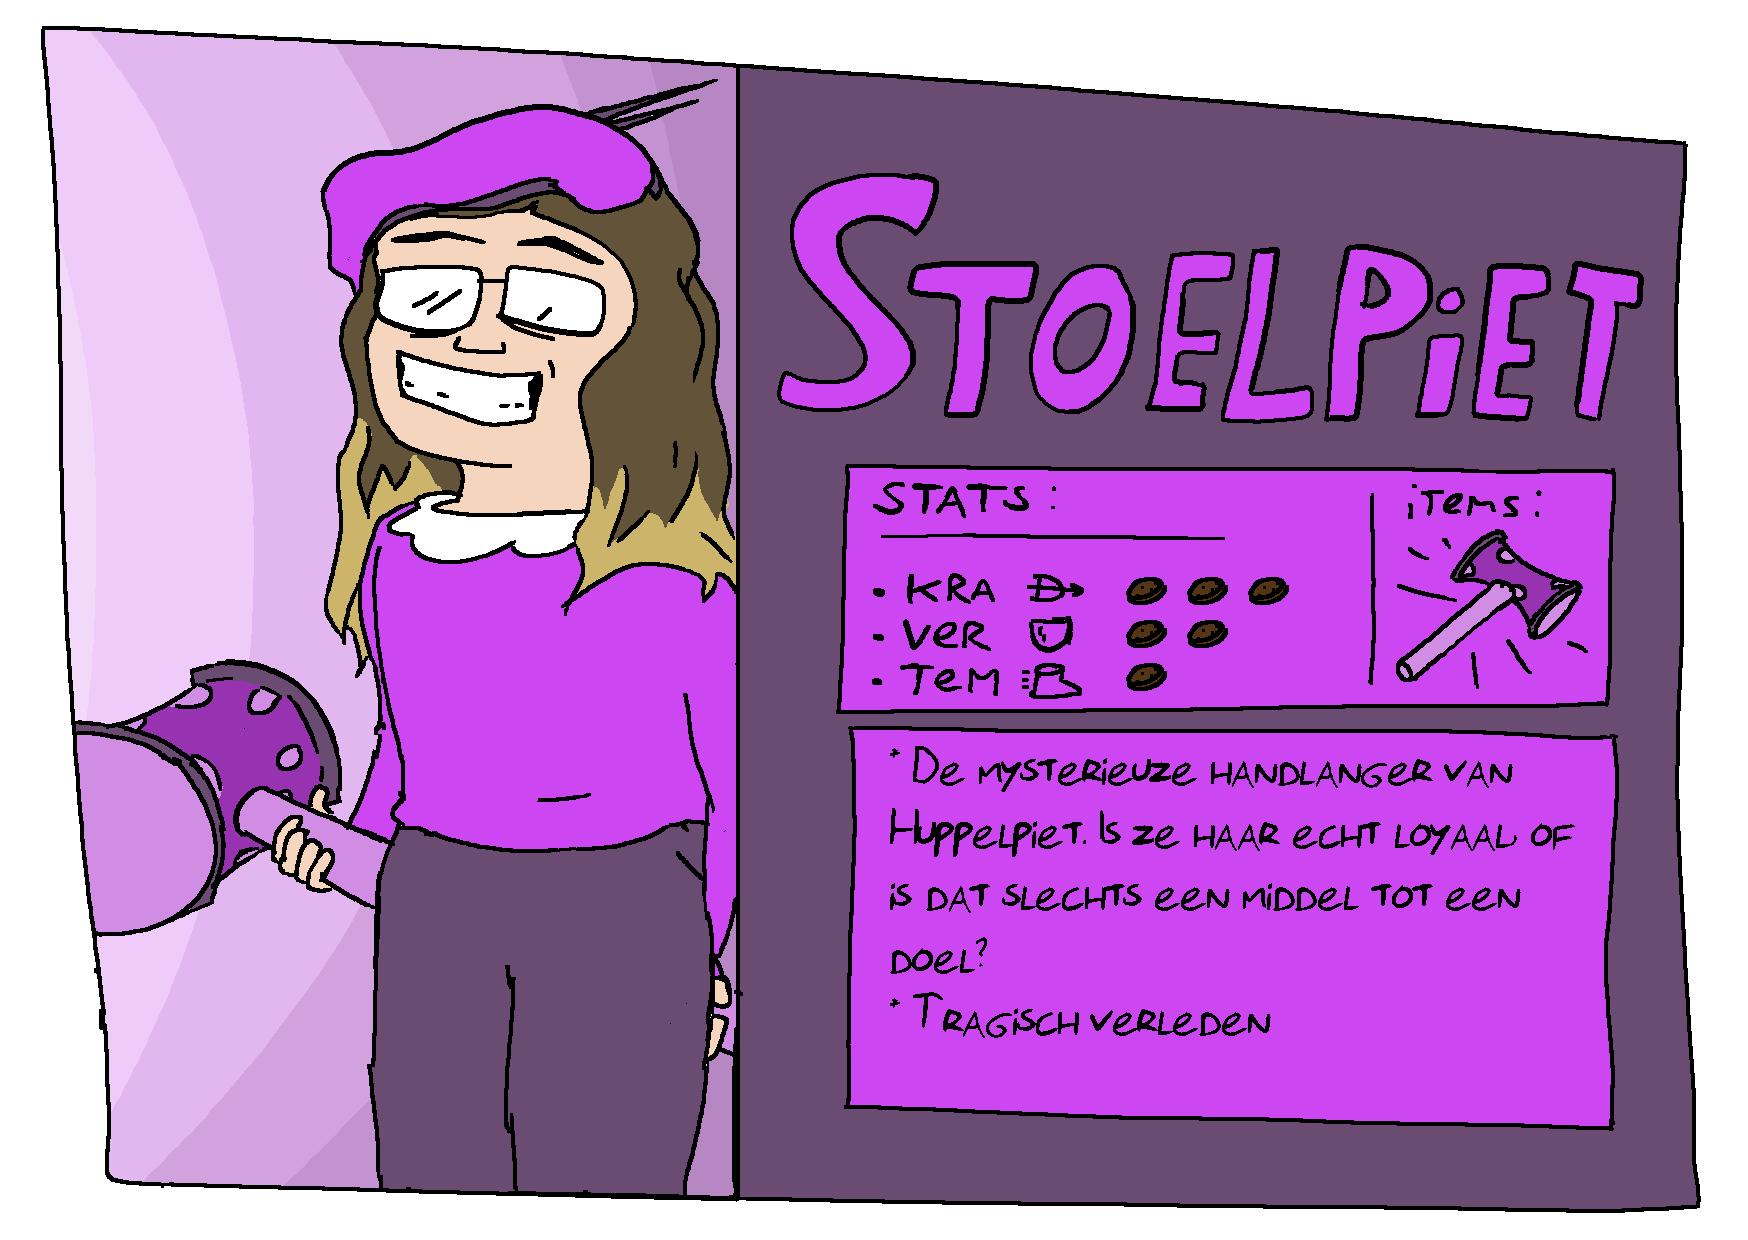 STOELPiET
STATS:
iTems:
• KRA
• VeR
• TeM
* De mysterieuze handlanger van
Huppelpiet. Is ze haar echt loyaal of
is dat slechts een middel tot een
doel?
* Tragisch verleden